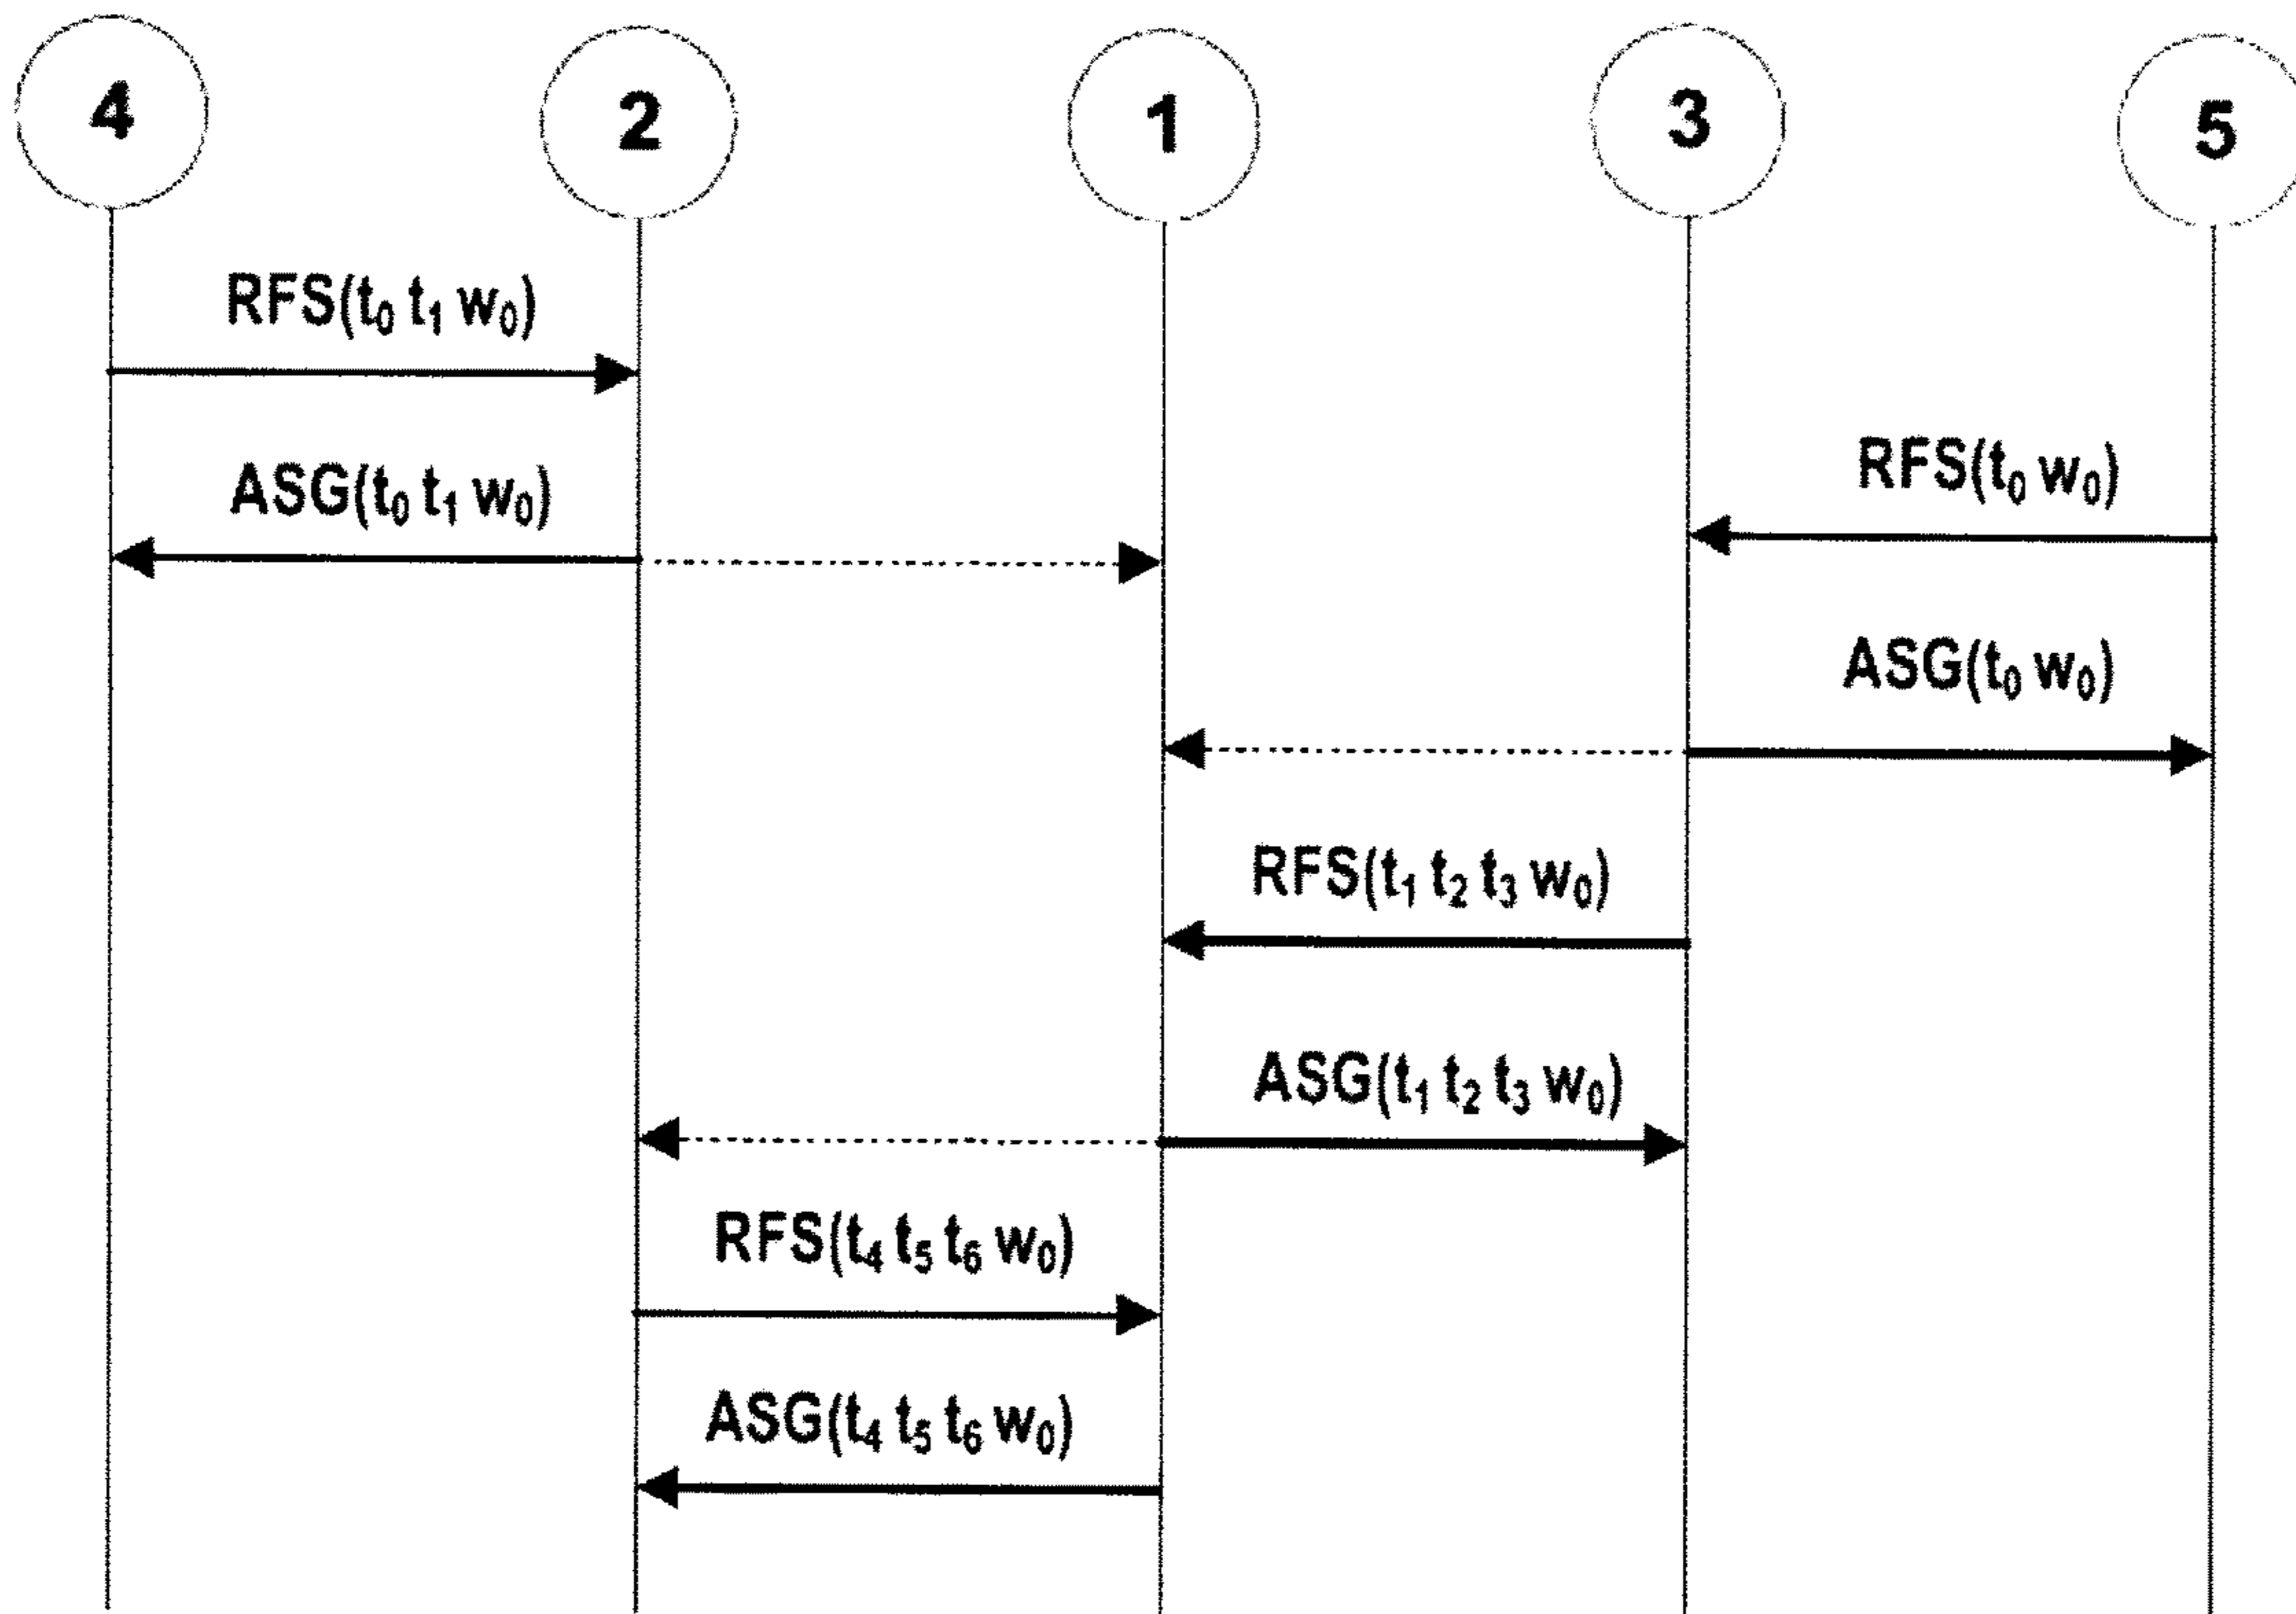 4 2 1 3 5
RFS(t₀ t₁ w₀)
RFS(t₀ w₀)
ASG(t₀ t₁ w₀)
ASG(t₀ w₀)
RFS(t₁ t₂ t₃ w₀)
ASG(t₁ t₂ t₃ w₀)
RFS(t₄ t₅ t₆ w₀)
ASG(t₄ t₅ t₆ w₀)